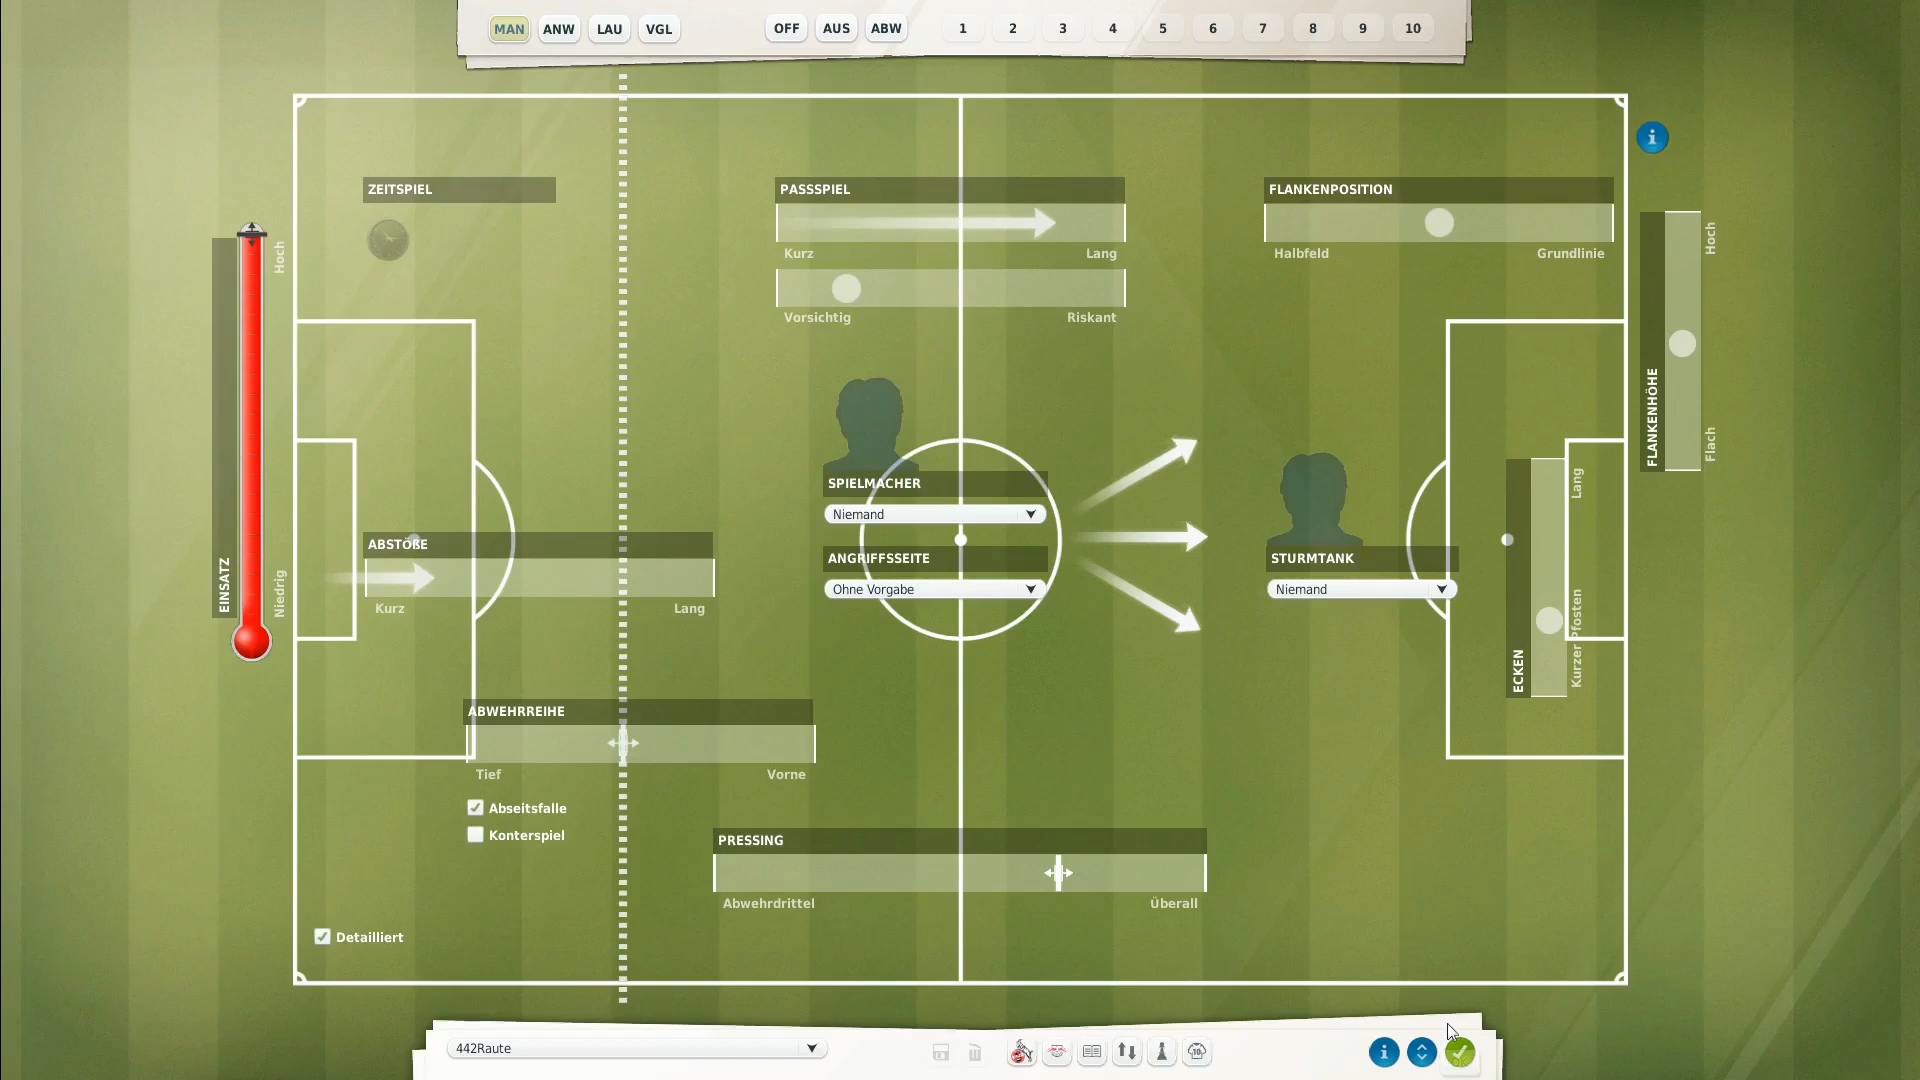 MAN ANW LAU VGL OFF AUS ABW 1 2 3 4 5 6 7 8 9 10
ZEITSPIEL
PASSSPIEL
Kurz Lang
Vorsichtig Riskant
FLANKENPOSITION
Halbfeld Grundlinie
EINSATZ
Hoch
Niedrig
FLANKENHÖHE
Hoch
Flach
SPIELMACHER
Niemand
ANGRIFFSSEITE
Ohne Vorgabe
STURMTANK
Niemand
ABSTÖßE
Kurz Lang
ECKEN
Lang
Kurzer Pfosten
ABWEHRREIHE
Tief Vorne
Abseitsfalle
Konterspiel
PRESSING
Abwehrdrittel Überall
Detailliert
442Raute
10